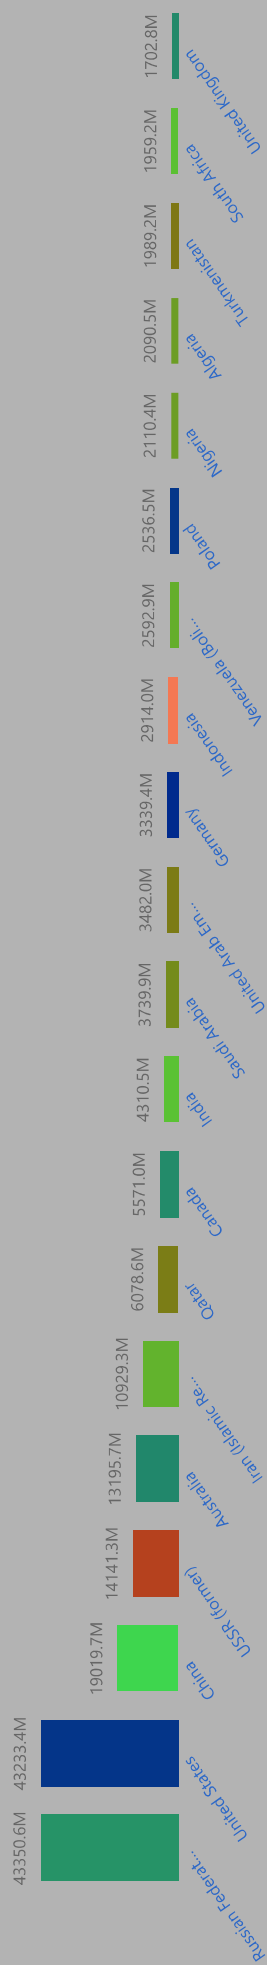 1702.8M
United Kingdom
1959.2M
South Africa
1989.2M
Turkmenistan
2090.5M
Algeria
2110.4M
Nigeria
2536.5M
Poland
2592.9M
Venezuela (Boli...
2914.0M
Indonesia
3339.4M
Germany
3482.0M
United Arab Em...
3739.9M
Saudi Arabia
4310.5M
India
5571.0M
Canada
6078.6M
Qatar
10929.3M
Iran (Islamic Re...
13195.7M
Australia
14141.3M
USSR (former)
19019.7M
China
43233.4M
United States
43350.6M
Russian Federat...